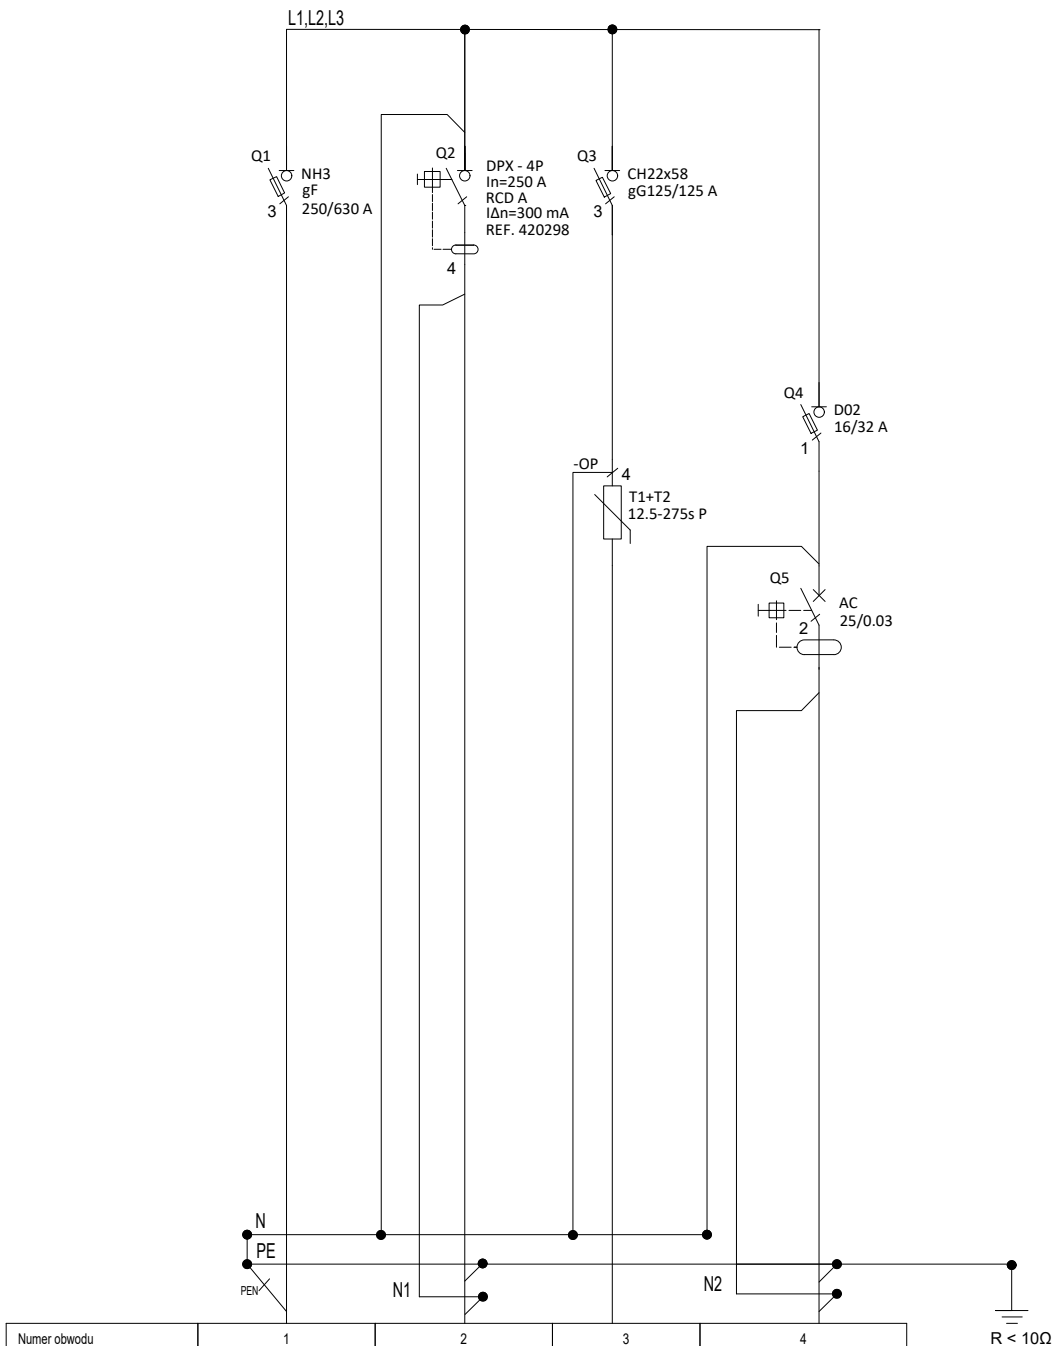 L1,L2,L3
Q1
NH3
gF
250/630 A
3
Q2
DPX - 4P
In=250 A
RCD A
IΔn=300 mA
REF. 420298
4
Q3
CH22x58
gG125/125 A
3
Q4
D02
16/32 A
1
-OP
4
T1+T2
12.5-275s P
Q5
AC
25/0.03
2
N
PE
PEN
N1
N2
R < 10Ω
Numer obwodu 1 2 3 4